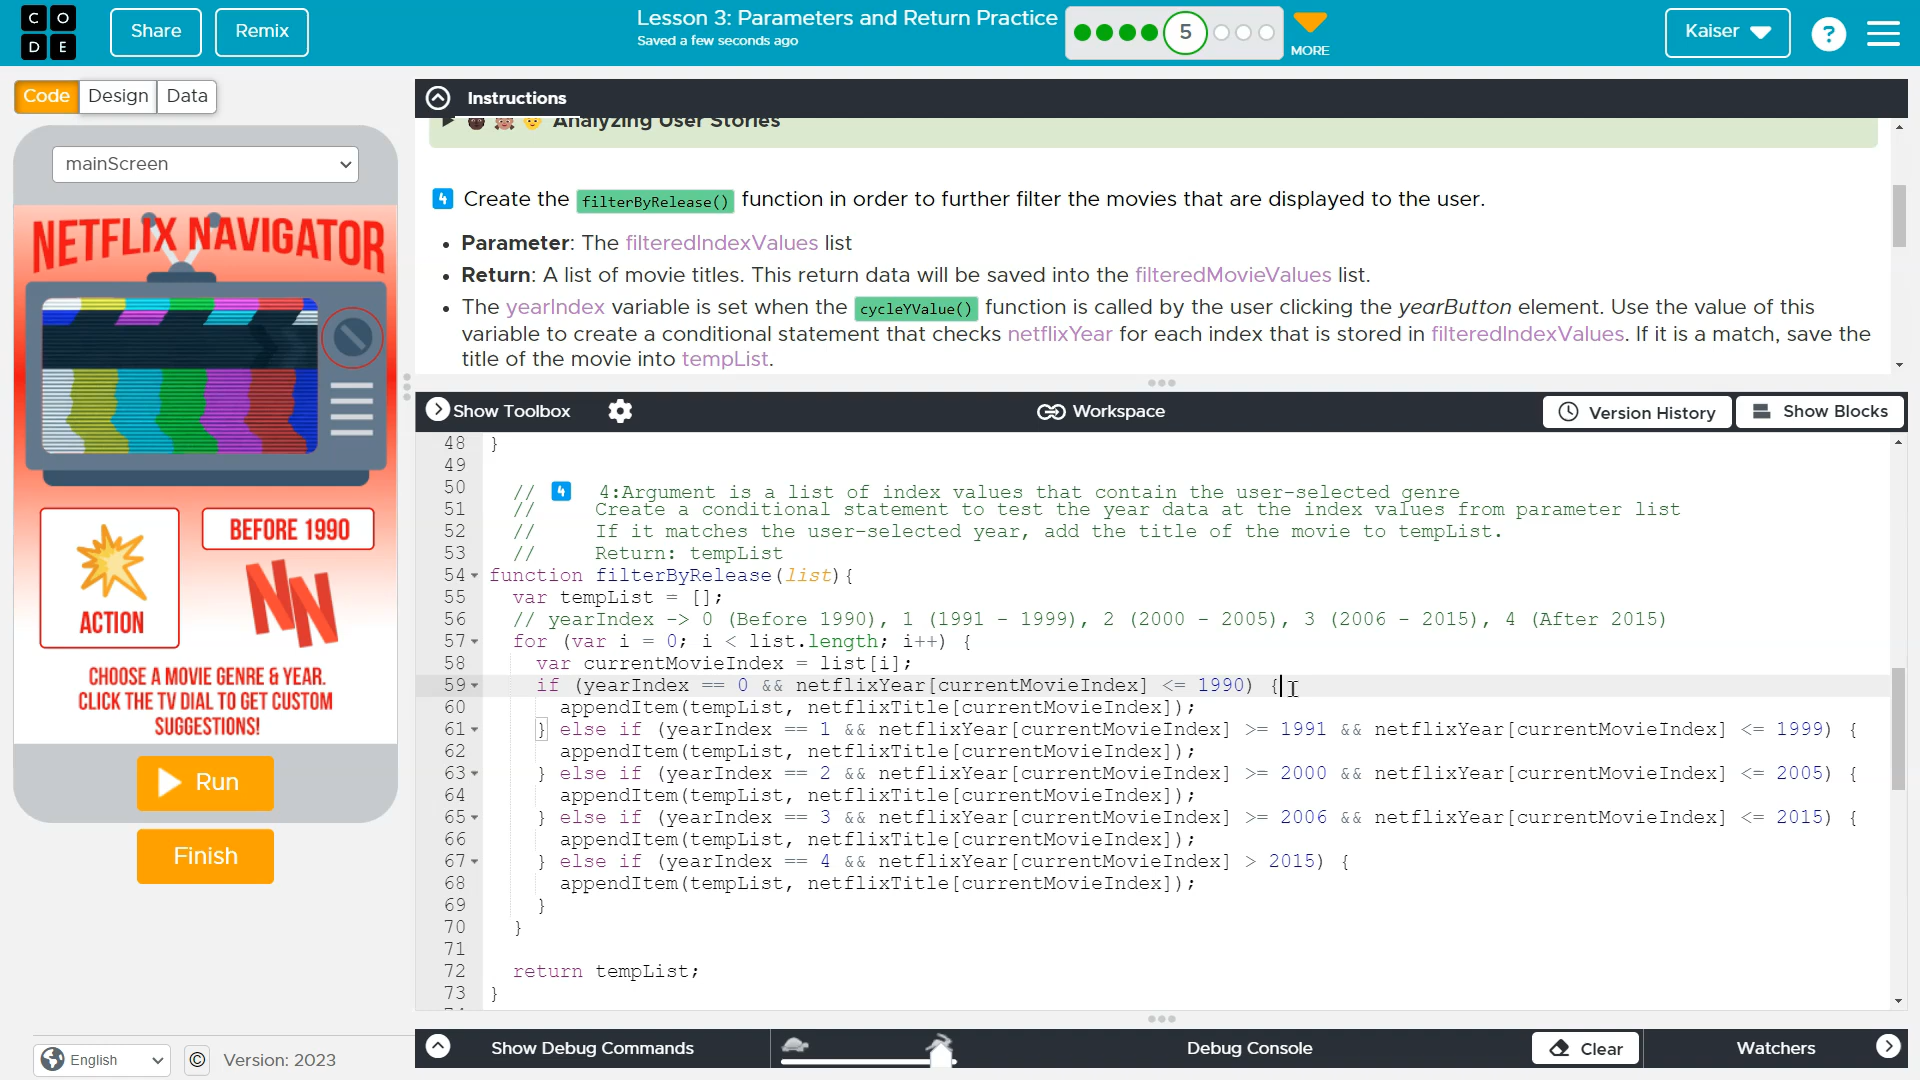 C O
D E
Share
Remix
Lesson 3: Parameters and Return Practice
Saved a few seconds ago
5
MORE
Kaiser
?
Code
Design
Data
Instructions
Analyzing User Stories
mainScreen
4 Create the filterByRelease() function in order to further filter the movies that are displayed to the user.
• Parameter: The filteredIndexValues list
• Return: A list of movie titles. This return data will be saved into the filteredMovieValues list.
• The yearIndex variable is set when the cycleYValue() function is called by the user clicking the yearButton element. Use the value of this
variable to create a conditional statement that checks netflixYear for each index that is stored in filteredIndexValues. If it is a match, save the
title of the movie into tempList.
NETFLIX NAVIGATOR
BEFORE 1990
ACTION
CHOOSE A MOVIE GENRE & YEAR.
CLICK THE TV DIAL TO GET CUSTOM
SUGGESTIONS!
Run
Finish
Show Toolbox
Workspace
Version History
Show Blocks
48 }
49
50 // 4 4:Argument is a list of index values that contain the user-selected genre
51 // Create a conditional statement to test the year data at the index values from parameter list
52 // If it matches the user-selected year, add the title of the movie to tempList.
53 // Return: tempList
54 function filterByRelease(list){
55 var tempList = [];
56 // yearIndex -> 0 (Before 1990), 1 (1991 - 1999), 2 (2000 - 2005), 3 (2006 - 2015), 4 (After 2015)
57 for (var i = 0; i < list.length; i++) {
58 var currentMovieIndex = list[i];
59 if (yearIndex == 0 && netflixYear[currentMovieIndex] <= 1990) {
60 appendItem(tempList, netflixTitle[currentMovieIndex]);
61 } else if (yearIndex == 1 && netflixYear[currentMovieIndex] >= 1991 && netflixYear[currentMovieIndex] <= 1999) {
62 appendItem(tempList, netflixTitle[currentMovieIndex]);
63 } else if (yearIndex == 2 && netflixYear[currentMovieIndex] >= 2000 && netflixYear[currentMovieIndex] <= 2005) {
64 appendItem(tempList, netflixTitle[currentMovieIndex]);
65 } else if (yearIndex == 3 && netflixYear[currentMovieIndex] >= 2006 && netflixYear[currentMovieIndex] <= 2015) {
66 appendItem(tempList, netflixTitle[currentMovieIndex]);
67 } else if (yearIndex == 4 && netflixYear[currentMovieIndex] > 2015) {
68 appendItem(tempList, netflixTitle[currentMovieIndex]);
69 }
70 }
71
72 return tempList;
73 }
English
©
Version: 2023
Show Debug Commands
Debug Console
Clear
Watchers